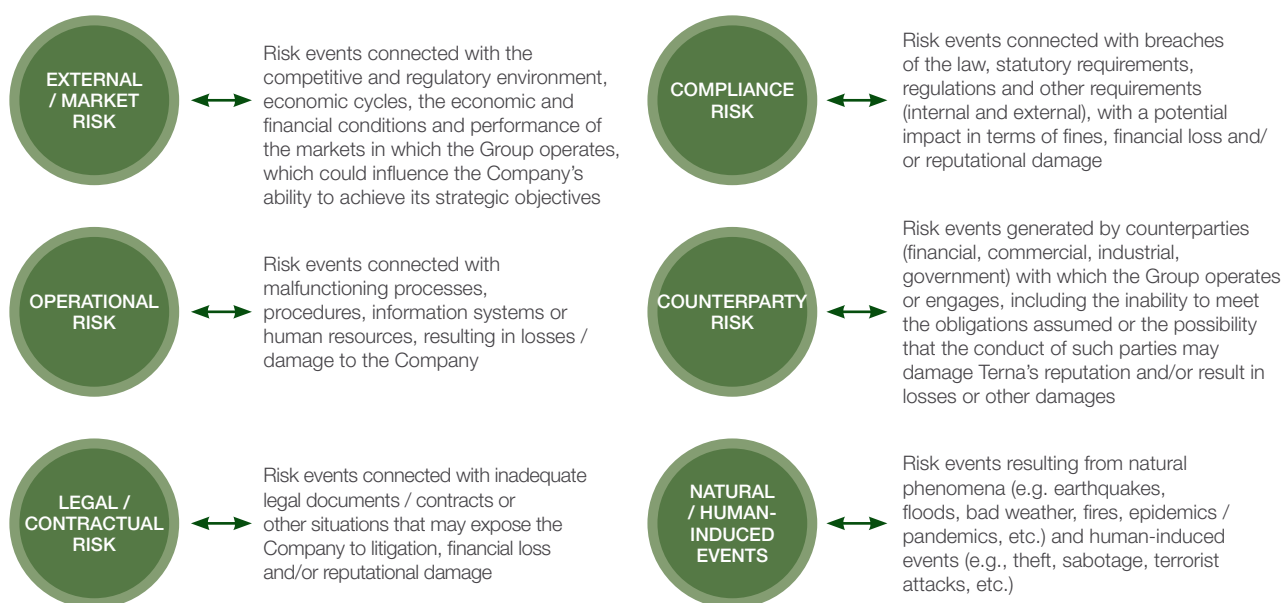 EXTERNAL
/ MARKET
RISK
Risk events connected with the
competitive and regulatory environment,
economic cycles, the economic and
financial conditions and performance of
the markets in which the Group operates,
which could influence the Company's
ability to achieve its strategic objectives
COMPLIANCE
RISK
Risk events connected with breaches
of the law, statutory requirements,
regulations and other requirements
(internal and external), with a potential
impact in terms of fines, financial loss and/
or reputational damage
OPERATIONAL
RISK
Risk events connected with
malfunctioning processes,
procedures, information systems or
human resources, resulting in losses /
damage to the Company
COUNTERPARTY
RISK
Risk events generated by counterparties
(financial, commercial, industrial,
government) with which the Group operates
or engages, including the inability to meet
the obligations assumed or the possibility
that the conduct of such parties may
damage Terna's reputation and/or result in
losses or other damages
LEGAL /
CONTRACTUAL
RISK
Risk events connected with inadequate
legal documents / contracts or
other situations that may expose the
Company to litigation, financial loss
and/or reputational damage
NATURAL
/ HUMAN-
INDUCED
EVENTS
Risk events resulting from natural
phenomena (e.g. earthquakes,
floods, bad weather, fires, epidemics /
pandemics, etc.) and human-induced
events (e.g., theft, sabotage, terrorist
attacks, etc.)